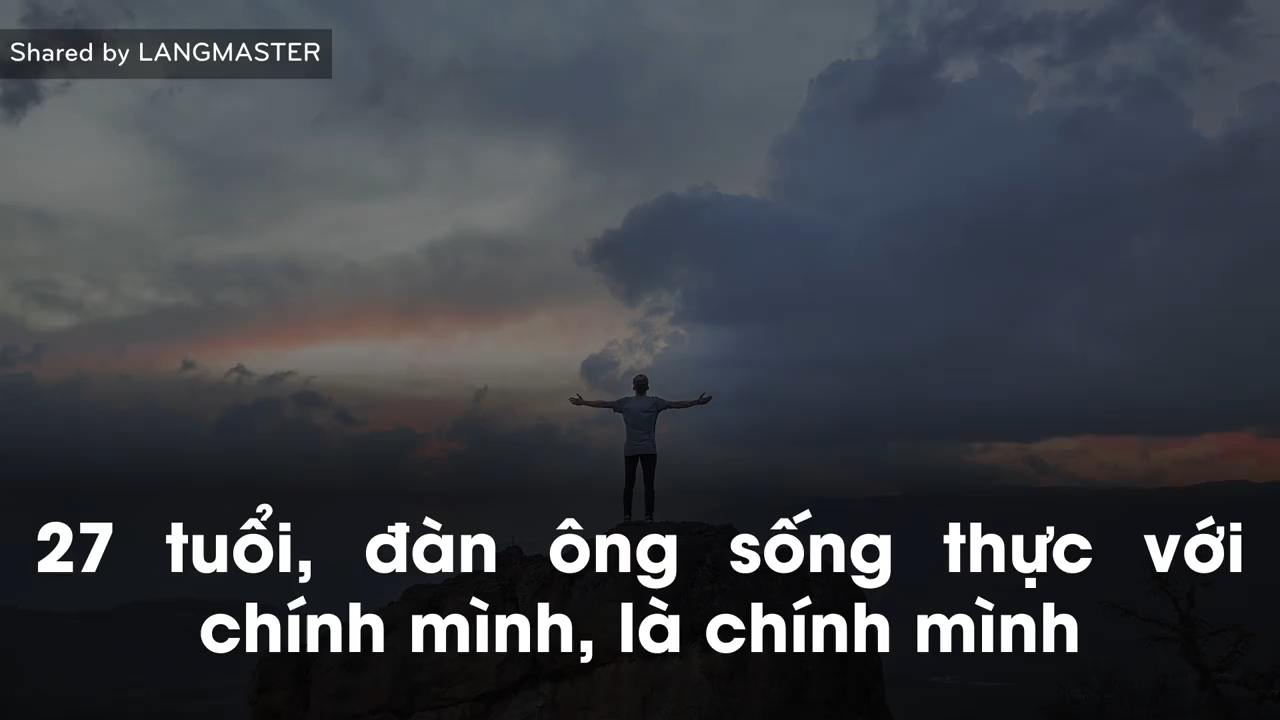 Shared by LANGMASTER
27 tuổi, đàn ông sống thực với
chính mình, là chính mình